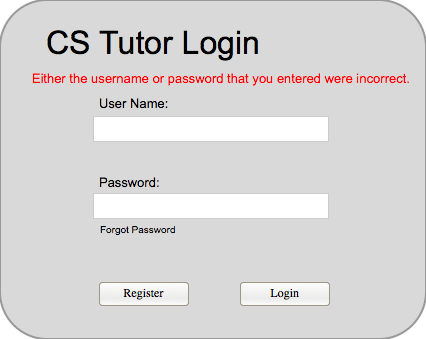 CS Tutor Login
Either the username or password that you entered were incorrect.
User Name:
Password:
Forgot Password
Register Login